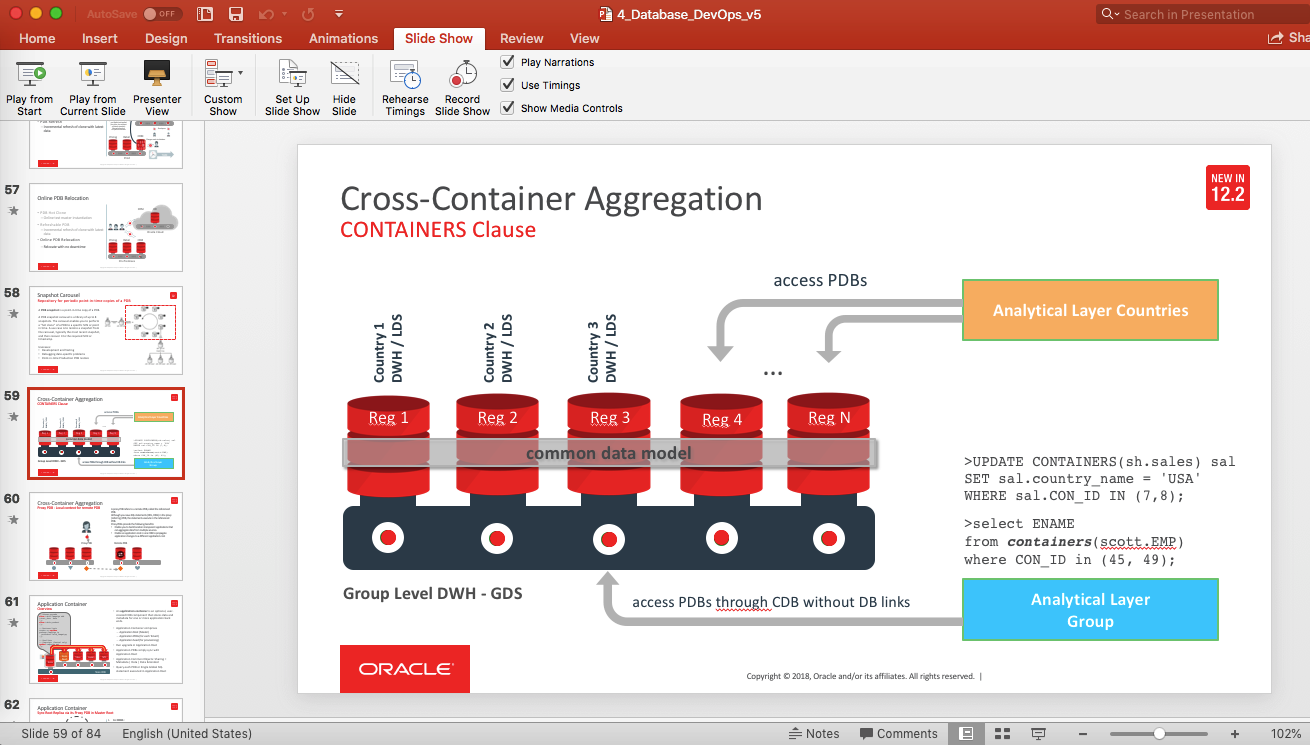 AutoSave OFF
4_Database_DevOps_v5
Search in Presentation
Home Insert Design Transitions Animations Slide Show Review View Sha
Play Narrations
Use Timings
Show Media Controls
Play from Start
Play from Current Slide
Presenter View
Custom Show
Set Up Slide Show
Hide Slide
Rehearse Timings
Record Slide Show
57
Online PDB Relocation
58
Snapshot Carousel
59
Cross-Container Aggregation
CONTAINERS Clause
60
Cross-Container Aggregation
61
Application Container
62
Application Container
Cross-Container Aggregation
CONTAINERS Clause
NEW IN
12.2
access PDBs
Analytical Layer Countries
Country 1
DWH / LDS
Country 2
DWH / LDS
Country 3
DWH / LDS
...
Reg 1 Reg 2 Reg 3 Reg 4 Reg N
common data model
>UPDATE CONTAINERS(sh.sales) sal
SET sal.country_name = 'USA'
WHERE sal.CON_ID IN (7,8);
>select ENAME
from containers(scott.EMP)
where CON_ID in (45, 49);
Group Level DWH - GDS
access PDBs through CDB without DB links
Analytical Layer
Group
ORACLE
Copyright © 2018, Oracle and/or its affiliates. All rights reserved. |
Slide 59 of 84 English (United States) Notes Comments 102%